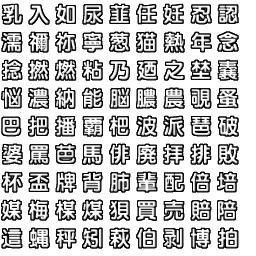 乳入如尿韮任妊忍認
濡禰祢寧葱猫熱年念
捻撚燃粘乃廼之埜嚢
悩濃納能脳膿農覗蚤
巴把播覇杷波派琶破
婆罵芭馬俳廃拝排敗
杯盃牌背肺輩配倍培
媒梅楳煤狽買売賠陪
這蝿秤矧萩伯剥博拍